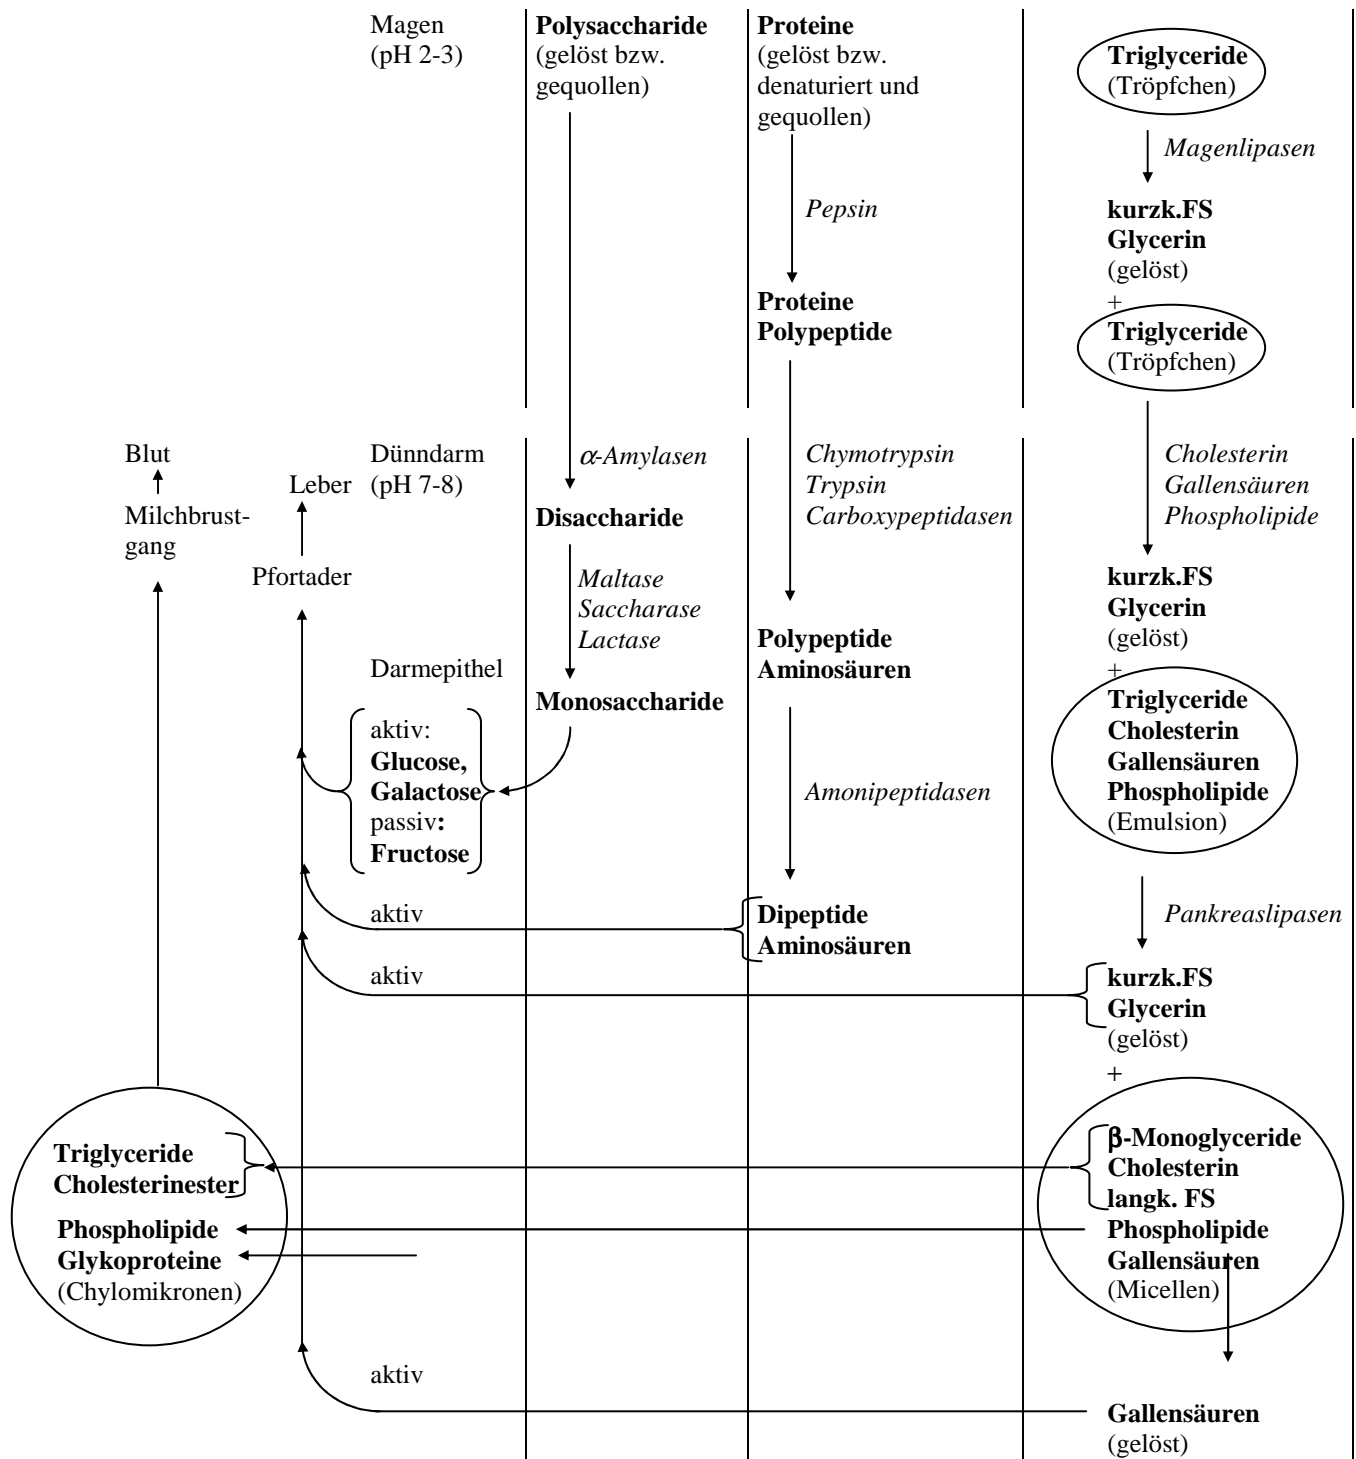 Magen
(pH 2-3)
Polysaccharide
(gelöst bzw.
gequollen)
Proteine
(gelöst bzw.
denaturiert und
gequollen)
Triglyceride
(Tröpfchen)
Magenlipasen
Pepsin
kurzk.FS
Glycerin
(gelöst)
+
Proteine
Polypeptide
Triglyceride
(Tröpfchen)
Blut
Milchbrust-
gang
Leber
Pfortader
Dünndarm
(pH 7-8)
α-Amylasen
Disaccharide
Maltase
Saccharase
Lactase
Monosaccharide
Chymotrypsin
Trypsin
Carboxypeptidasen
Polypeptide
Aminosäuren
Cholesterin
Gallensäuren
Phospholipide
kurzk.FS
Glycerin
(gelöst)
+
Triglyceride
Cholesterin
Gallensäuren
Phospholipide
(Emulsion)
Darmepithel
aktiv:
Glucose,
Galactose
passiv:
Fructose
Amonipeptidasen
aktiv
Dipeptide
Aminosäuren
Pankreaslipasen
aktiv
kurzk.FS
Glycerin
(gelöst)
+
Triglyceride
Cholesterinester
Phospholipide
Glykoproteine
(Chylomikronen)
β-Monoglyceride
Cholesterin
langk. FS
Phospholipide
Gallensäuren
(Micellen)
aktiv
Gallensäuren
(gelöst)